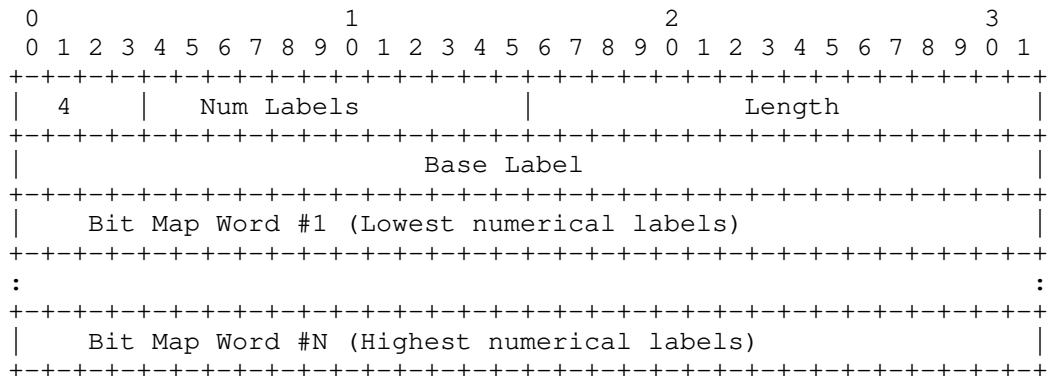 0                   1                   2                   3
 0 1 2 3 4 5 6 7 8 9 0 1 2 3 4 5 6 7 8 9 0 1 2 3 4 5 6 7 8 9 0 1
+-+-+-+-+-+-+-+-+-+-+-+-+-+-+-+-+-+-+-+-+-+-+-+-+-+-+-+-+-+-+-+-+
|  4    |   Num Labels          |             Length            |
+-+-+-+-+-+-+-+-+-+-+-+-+-+-+-+-+-+-+-+-+-+-+-+-+-+-+-+-+-+-+-+-+
|                         Base Label                            |
+-+-+-+-+-+-+-+-+-+-+-+-+-+-+-+-+-+-+-+-+-+-+-+-+-+-+-+-+-+-+-+-+
|    Bit Map Word #1 (Lowest numerical labels)                  |
+-+-+-+-+-+-+-+-+-+-+-+-+-+-+-+-+-+-+-+-+-+-+-+-+-+-+-+-+-+-+-+-+
:                                                               :
+-+-+-+-+-+-+-+-+-+-+-+-+-+-+-+-+-+-+-+-+-+-+-+-+-+-+-+-+-+-+-+-+
|    Bit Map Word #N (Highest numerical labels)                 |
+-+-+-+-+-+-+-+-+-+-+-+-+-+-+-+-+-+-+-+-+-+-+-+-+-+-+-+-+-+-+-+-+